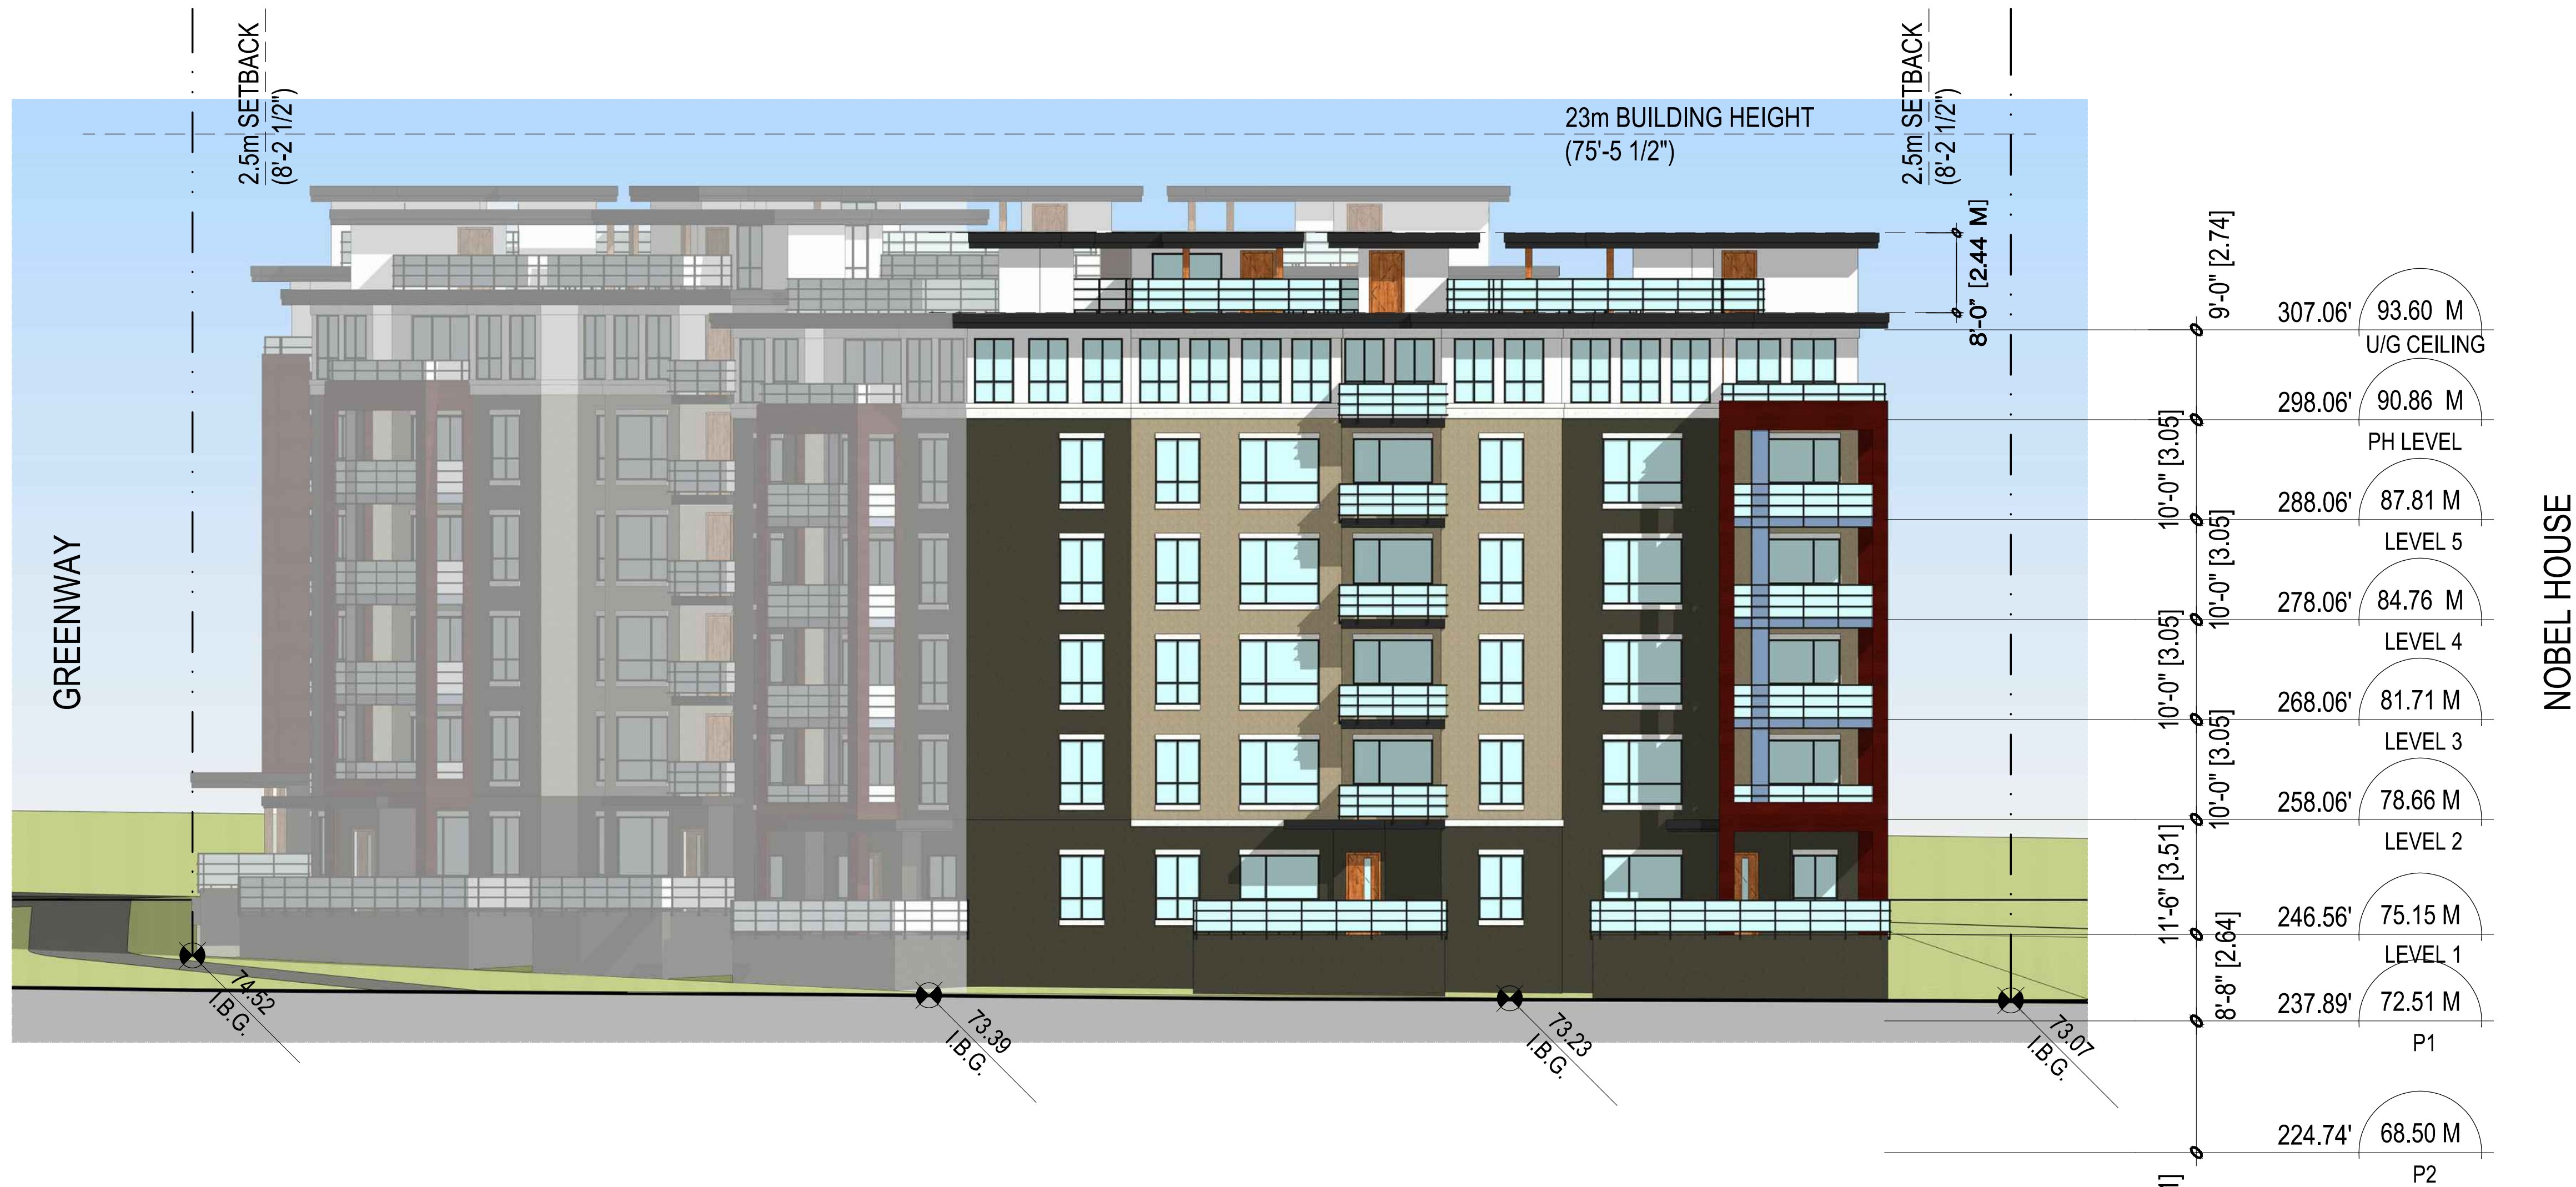 2.5m SETBACK
(8'-2 1/2")
23m BUILDING HEIGHT
(75'-5 1/2")
2.5m SETBACK
(8'-2 1/2")
8'-0" [2.44 M]
GREENWAY
NOBEL HOUSE
9'-0" [2.74]
10'-0" [3.05]
10'-0" [3.05]
10'-0" [3.05]
10'-0" [3.05]
10'-0" [3.05]
11'-6" [3.51]
8'-8" [2.64]
307.06' 93.60 M
U/G CEILING
298.06' 90.86 M
PH LEVEL
288.06' 87.81 M
LEVEL 5
278.06' 84.76 M
LEVEL 4
268.06' 81.71 M
LEVEL 3
258.06' 78.66 M
LEVEL 2
246.56' 75.15 M
LEVEL 1
237.89' 72.51 M
P1
224.74' 68.50 M
P2
74.52
I.B.G.
73.39
I.B.G.
73.23
I.B.G.
73.07
I.B.G.